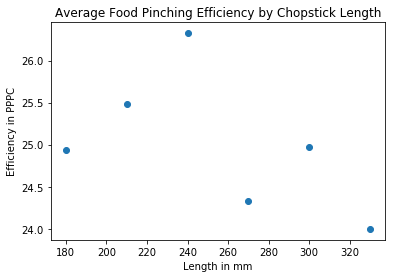 Average Food Pinching Efficiency by Chopstick Length
26.0
25.5
25.0
24.5
24.0
Efficiency in PPPC
180 200 220 240 260 280 300 320
Length in mm